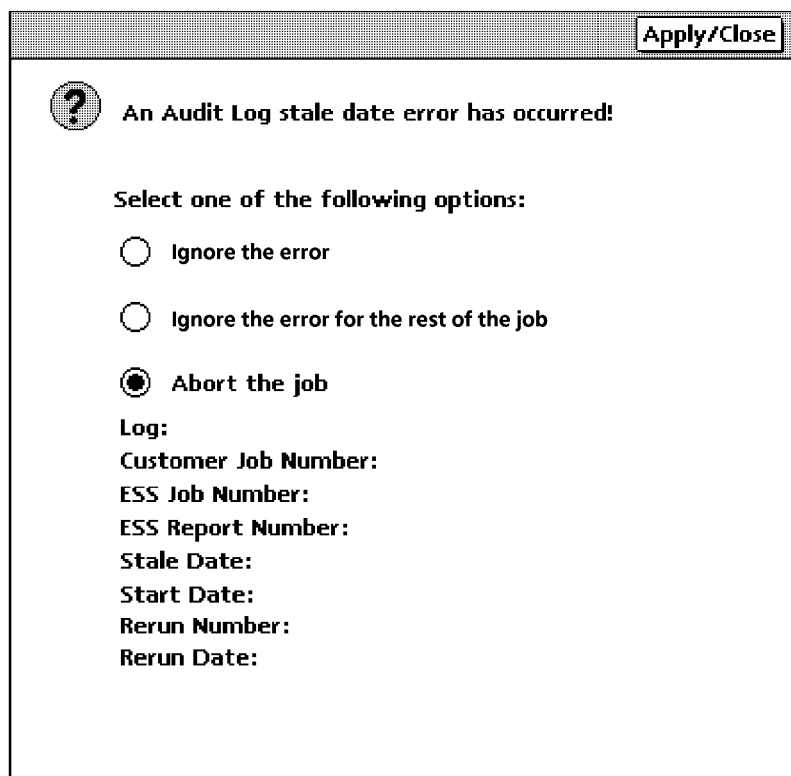 Apply/Close
An Audit Log stale date error has occurred!
Select one of the following options:
Ignore the error
Ignore the error for the rest of the job
Abort the job
Log:
Customer Job Number:
ESS Job Number:
ESS Report Number:
Stale Date:
Start Date:
Rerun Number:
Rerun Date: